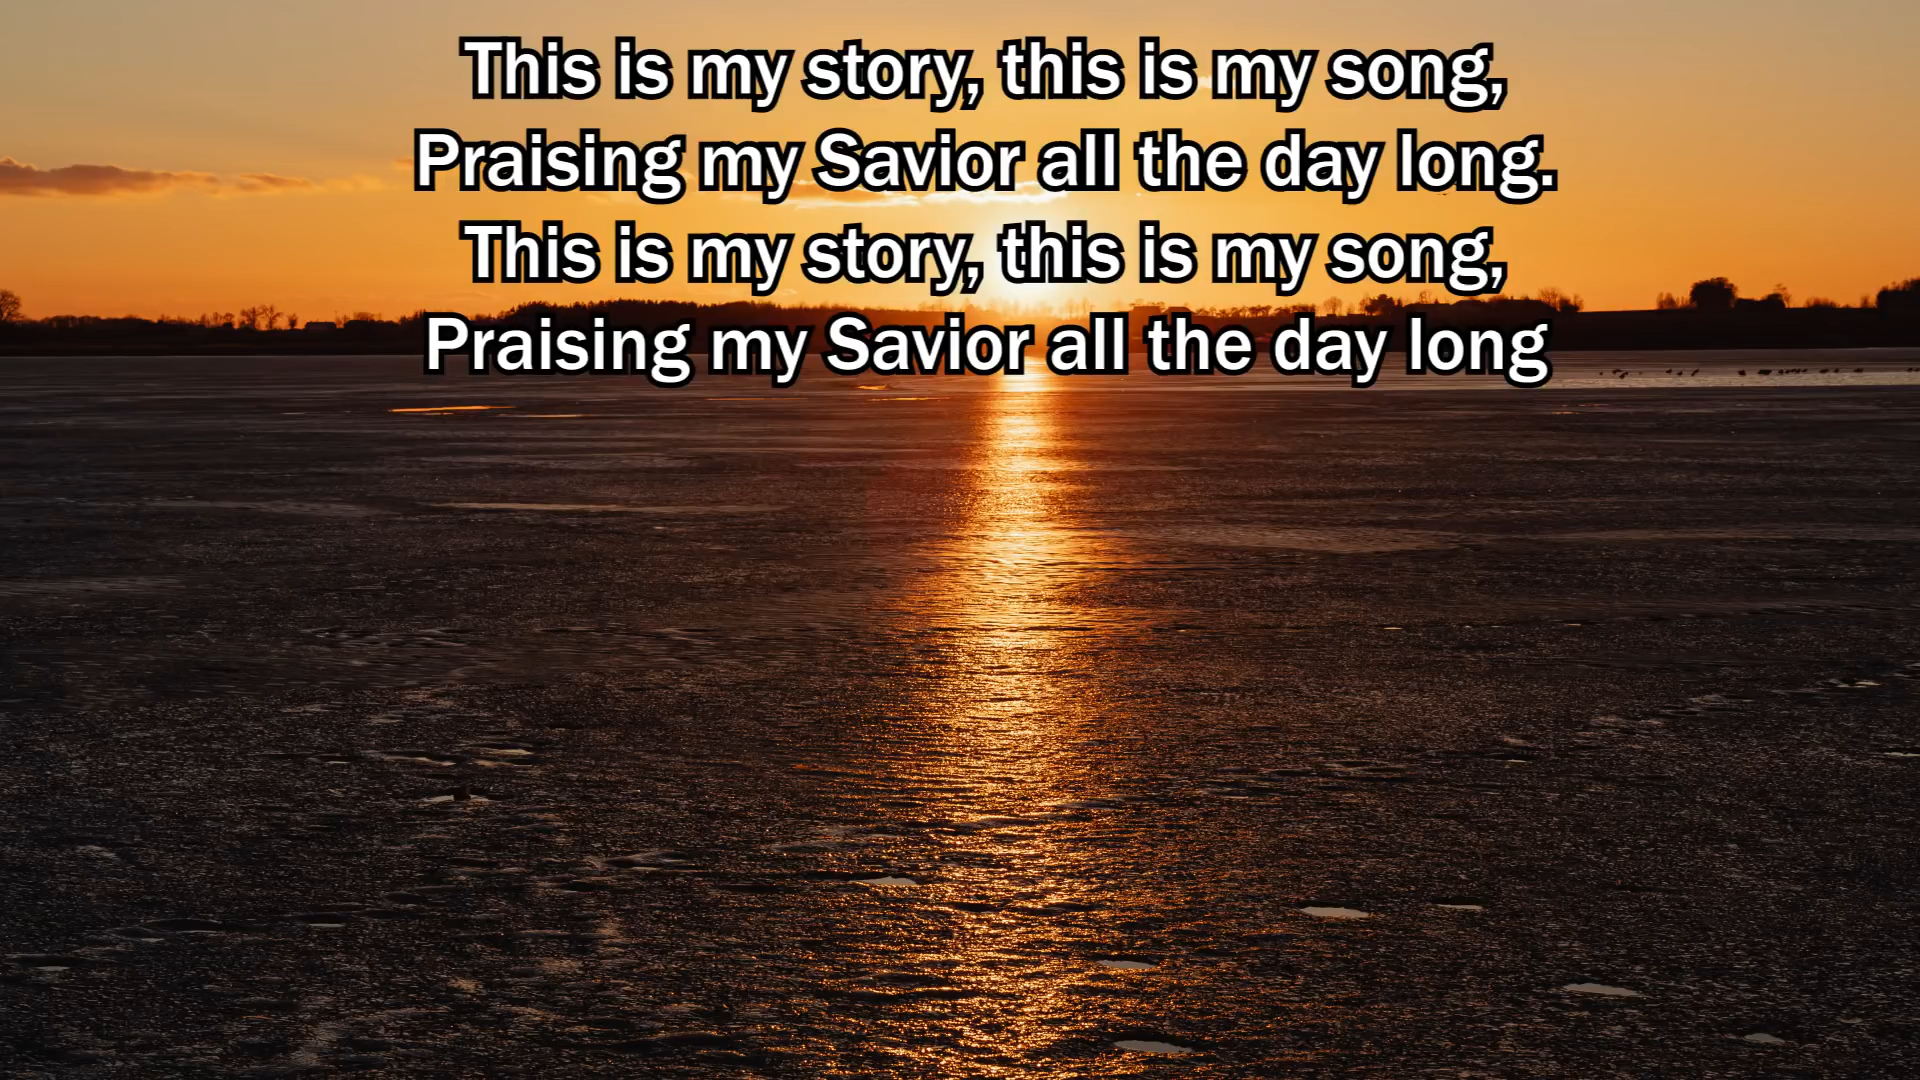 This is my story, this is my song,
Praising my Savior all the day long.
This is my story, this is my song,
Praising my Savior all the day long